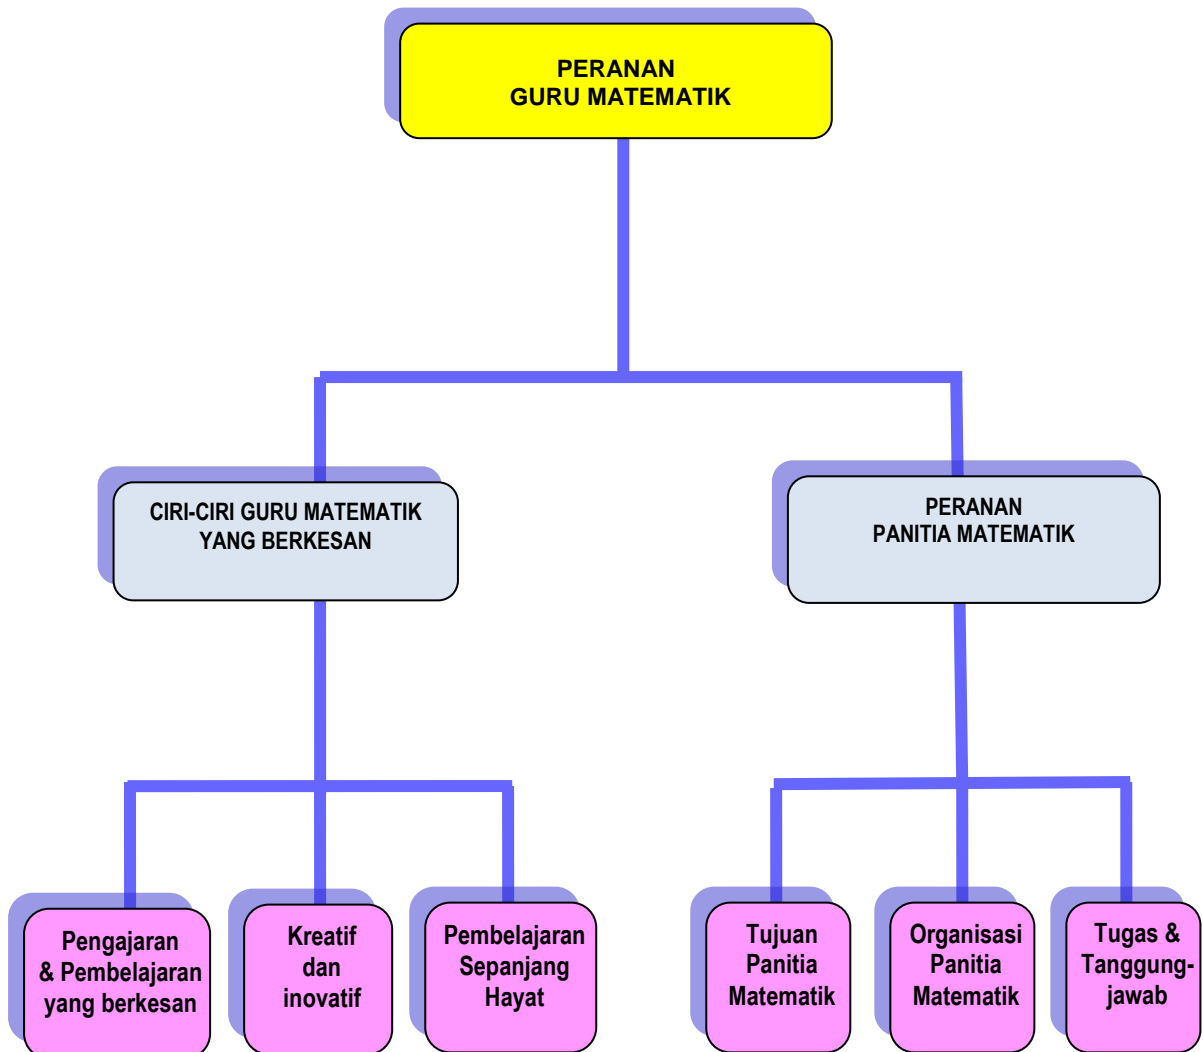 PERANAN
GURU MATEMATIK
CIRI-CIRI GURU MATEMATIK
YANG BERKESAN
PERANAN
PANITIA MATEMATIK
Pengajaran
& Pembelajaran
yang berkesan
Kreatif
dan
inovatif
Pembelajaran
Sepanjang
Hayat
Tujuan
Panitia
Matematik
Organisasi
Panitia
Matematik
Tugas &
Tanggung-
jawab